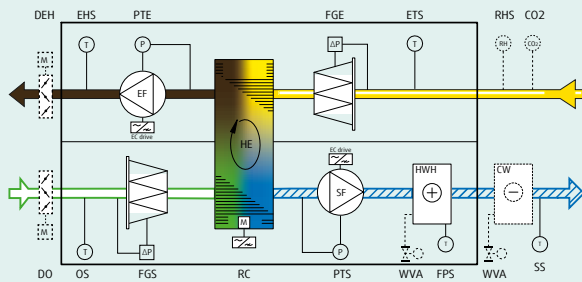 DEH EHS PTE FGE ETS RHS CO2
M T P ΔP T RH CO₂
EF
EC drive
HE
EC drive
SF HWH CW
M M ΔP
T P T T
DO OS FGS RC PTS WVA FPS WVA SS